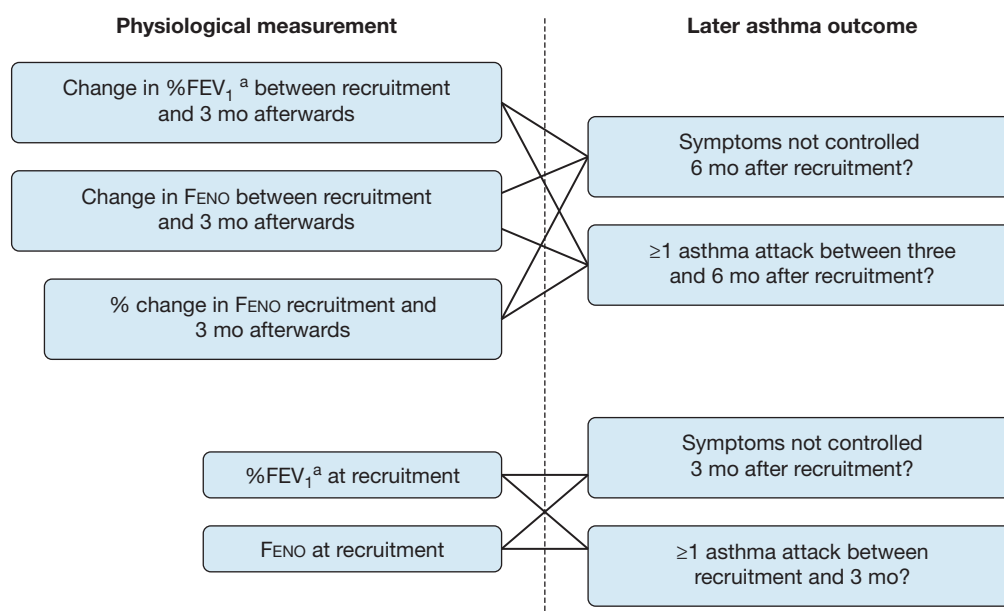 Physiological measurement
Later asthma outcome
Change in %FEV₁ ᵃ between recruitment
and 3 mo afterwards
Change in FENO between recruitment
and 3 mo afterwards
% change in FENO recruitment and
3 mo afterwards
Symptoms not controlled
6 mo after recruitment?
≥1 asthma attack between three
and 6 mo after recruitment?
%FEV₁ᵃ at recruitment
FENO at recruitment
Symptoms not controlled
3 mo after recruitment?
≥1 asthma attack between
recruitment and 3 mo?